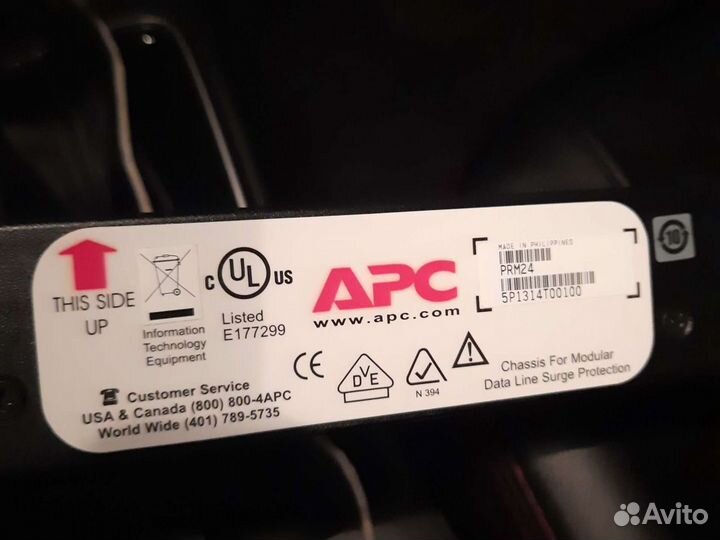 THIS SIDE
UP
Information
Technology
Equipment
c UL US
Listed
E177299
APC
www.apc.com
MADE IN PHILIPPINES
PRM24
5P1314T00100
10
Customer Service
USA & Canada (800) 800-4APC
World Wide (401) 789-5735
CE
DVE
N 394
Chassis For Modular
Data Line Surge Protection
Avito